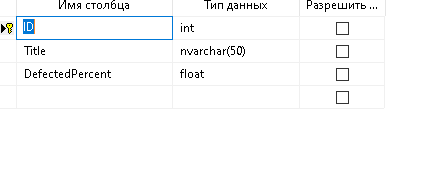 Имя столбца Тип данных Разрешить ...
ID int
Title nvarchar(50)
DefectedPercent float